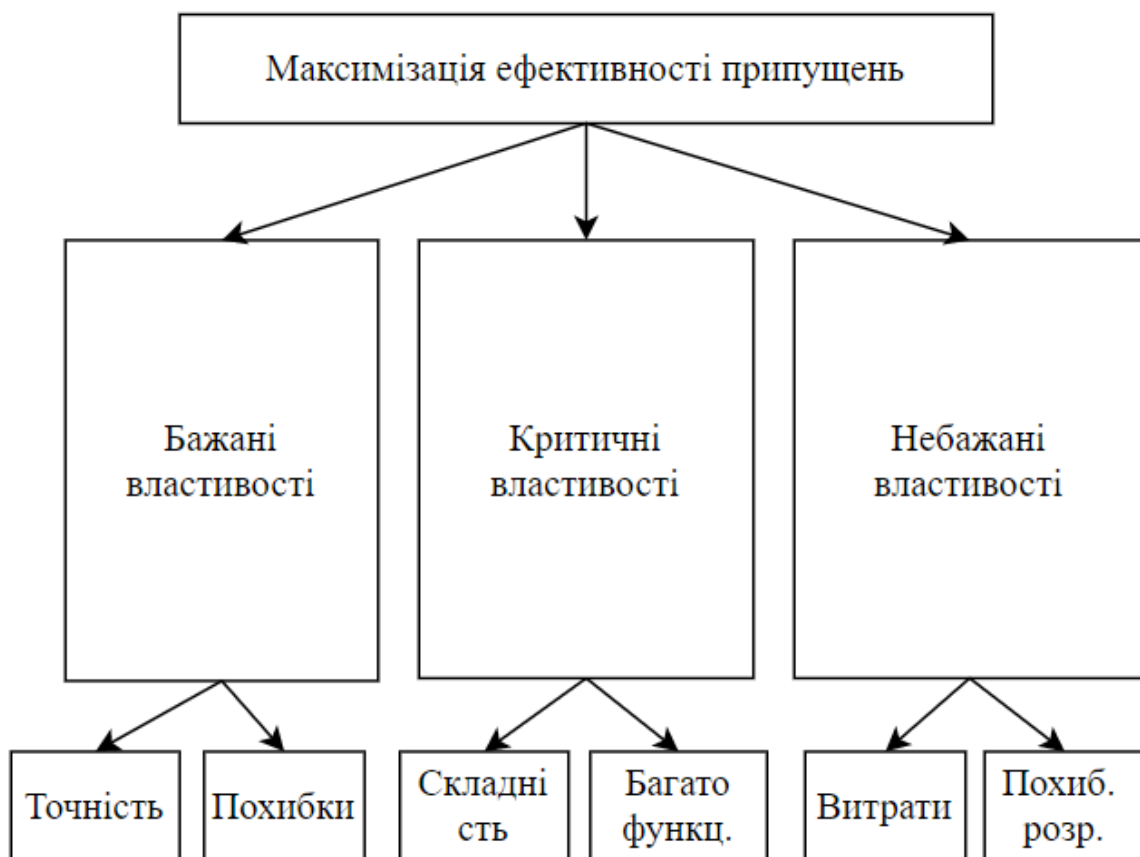 Максимізація ефективності припущень
Бажані
властивості
Критичні
властивості
Небажані
властивості
Точність
Похибки
Складні
сть
Багато
функц.
Витрати
Похиб.
розр.